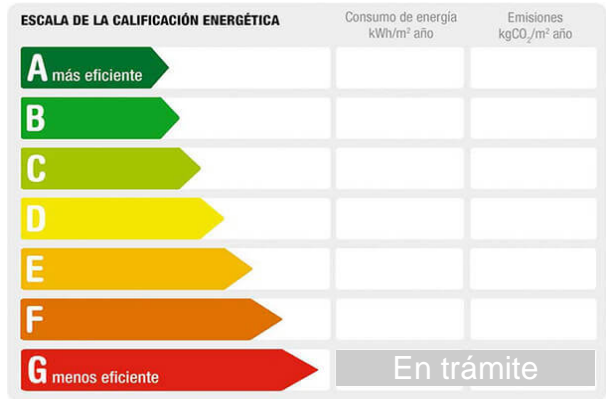 ESCALA DE LA CALIFICACIÓN ENERGÉTICA
Consumo de energía
kWh/m² año
Emisiones
kgCO₂/m² año
A más eficiente
B
C
D
E
F
G menos eficiente
En trámite